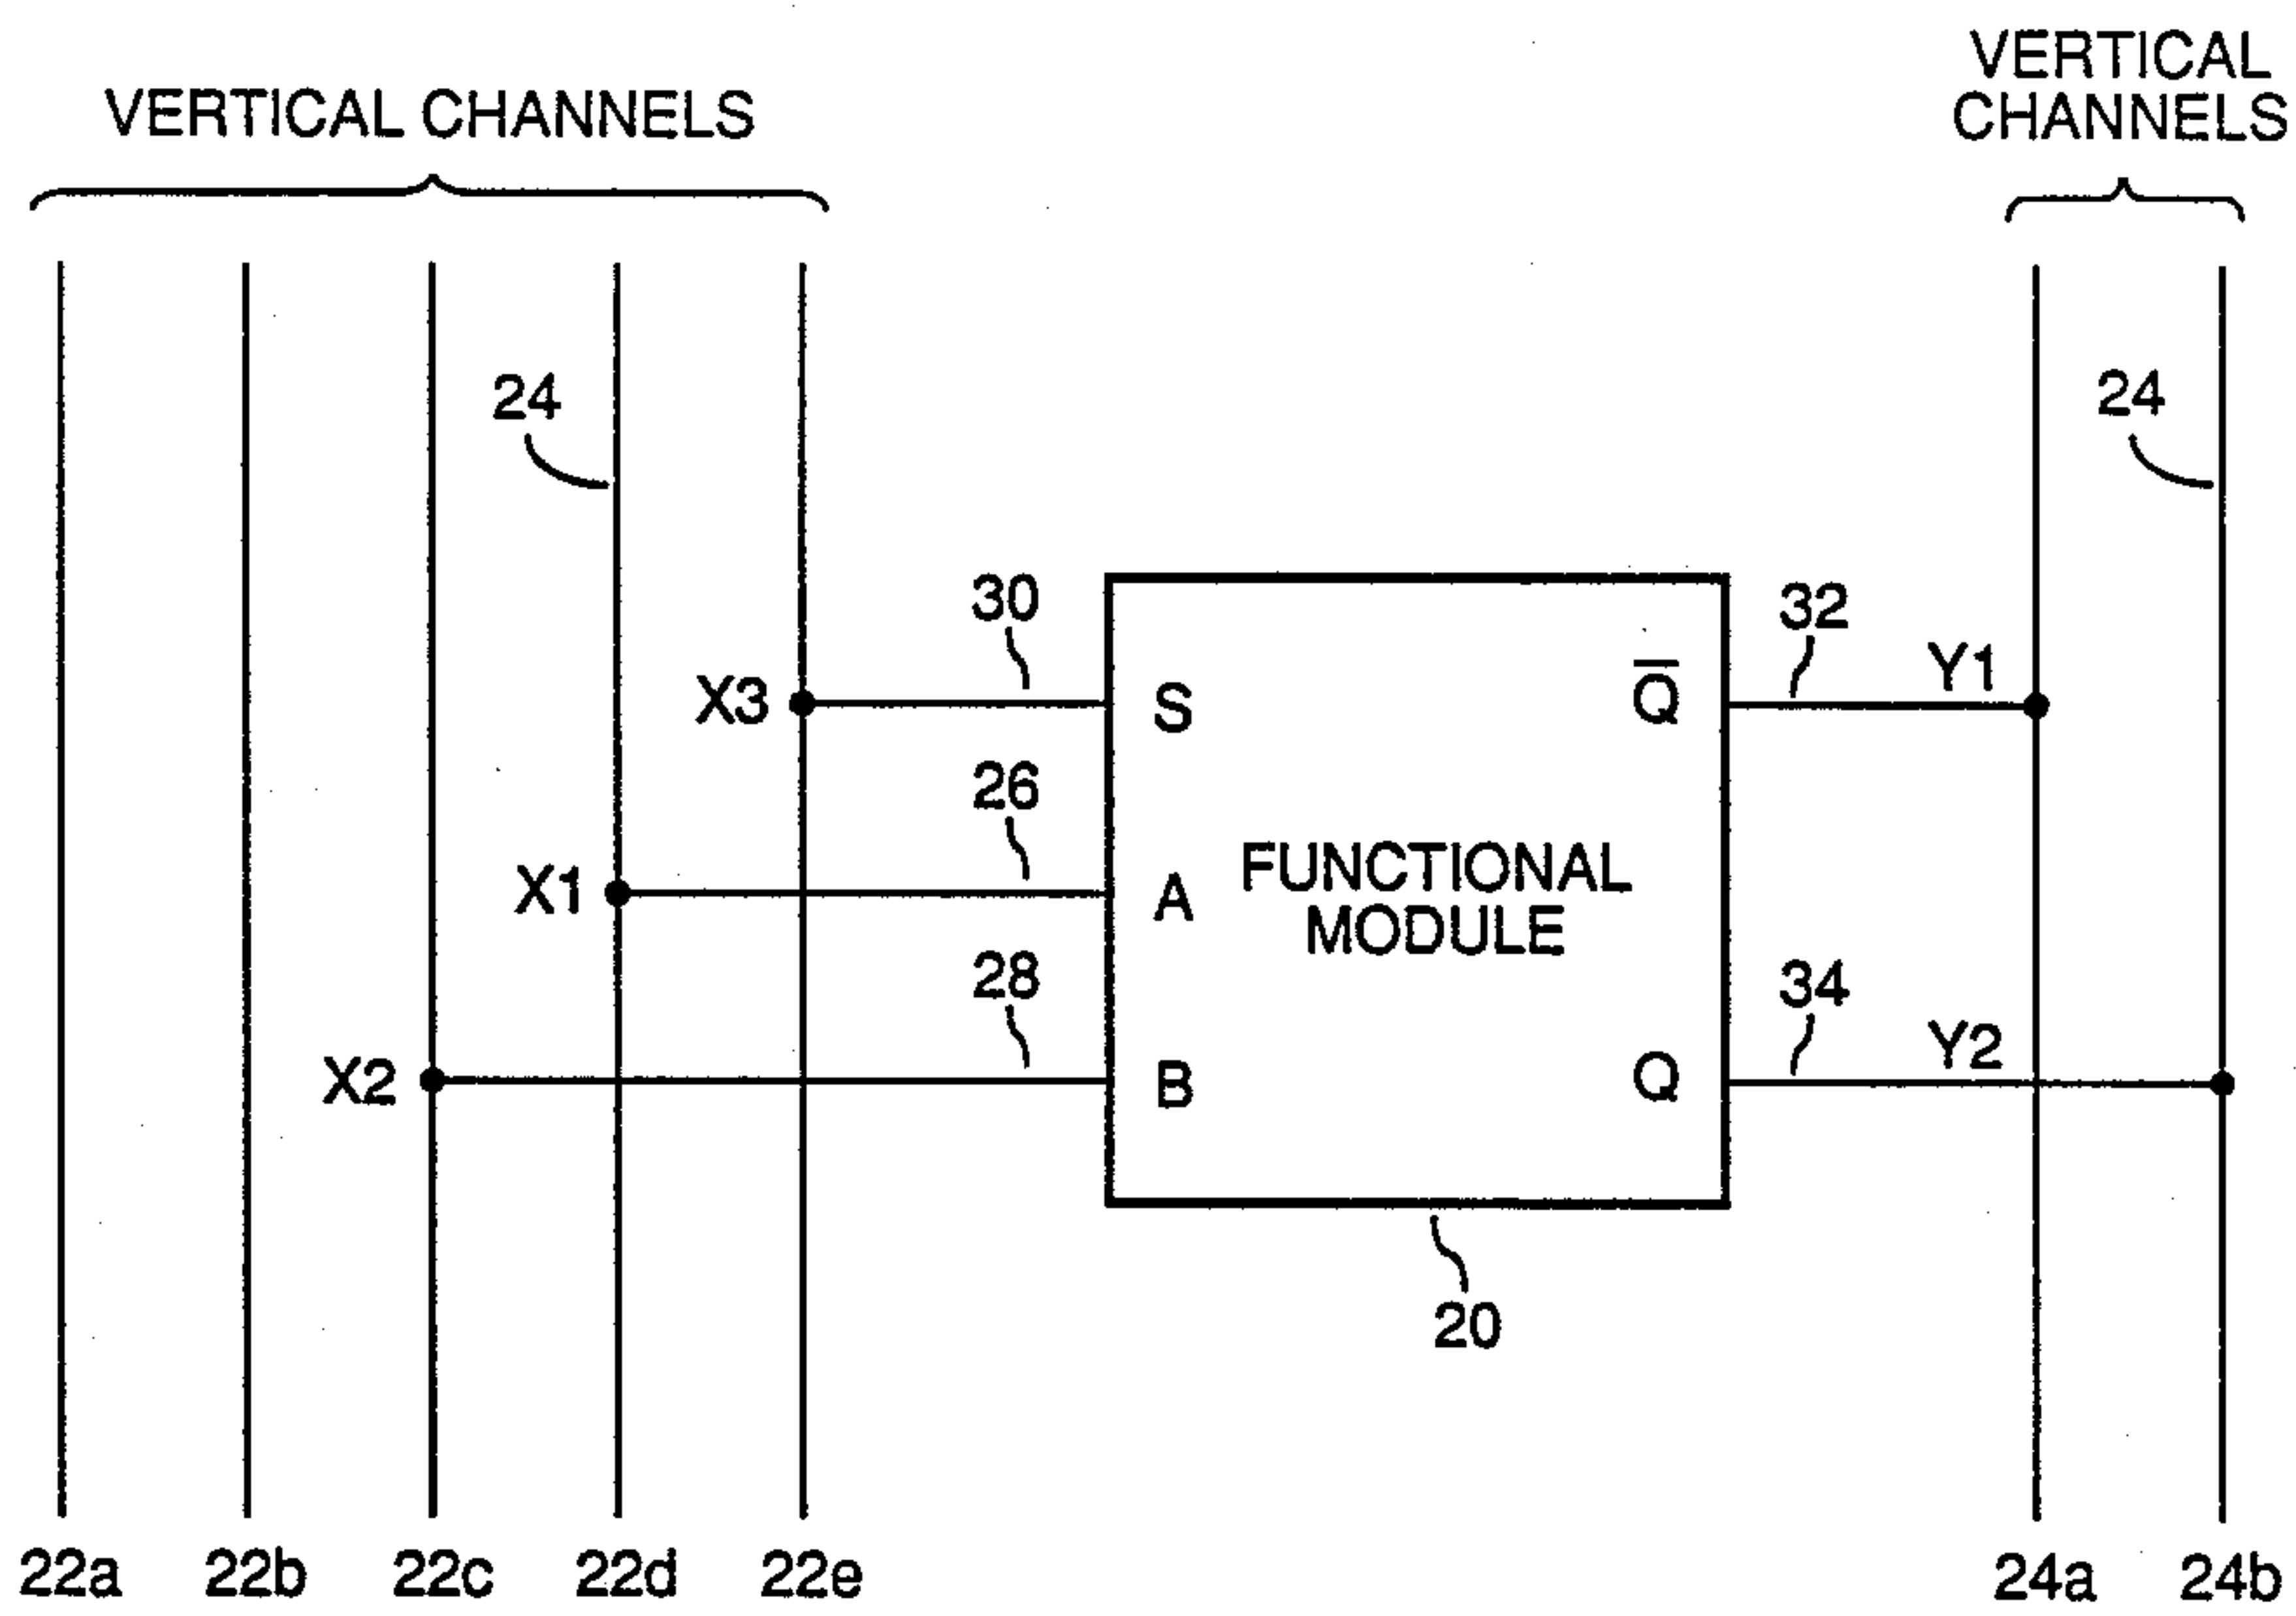 VERTICAL CHANNELS
VERTICAL
CHANNELS
24
24
30
32
X3
S
Q̅
Y1
26
X1
A
FUNCTIONAL
MODULE
28
34
X2
B
Q
Y2
20
22a
22b
22c
22d
22e
24a
24b